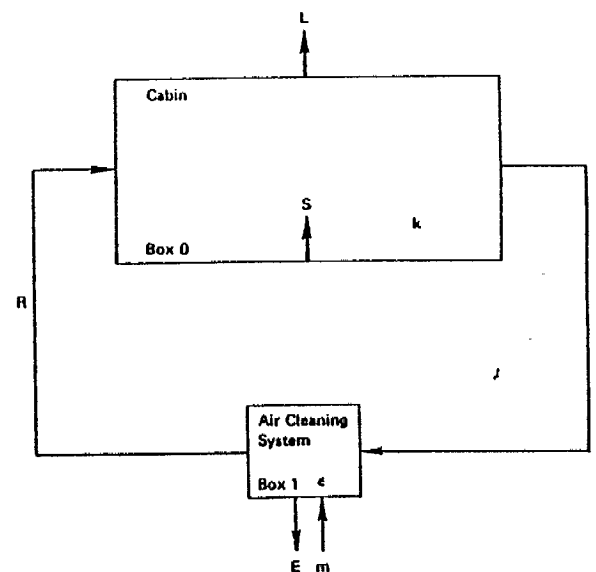 L
Cabin
S
k
Box 0
R
Air Cleaning
System
Box 1 ϵ
E m